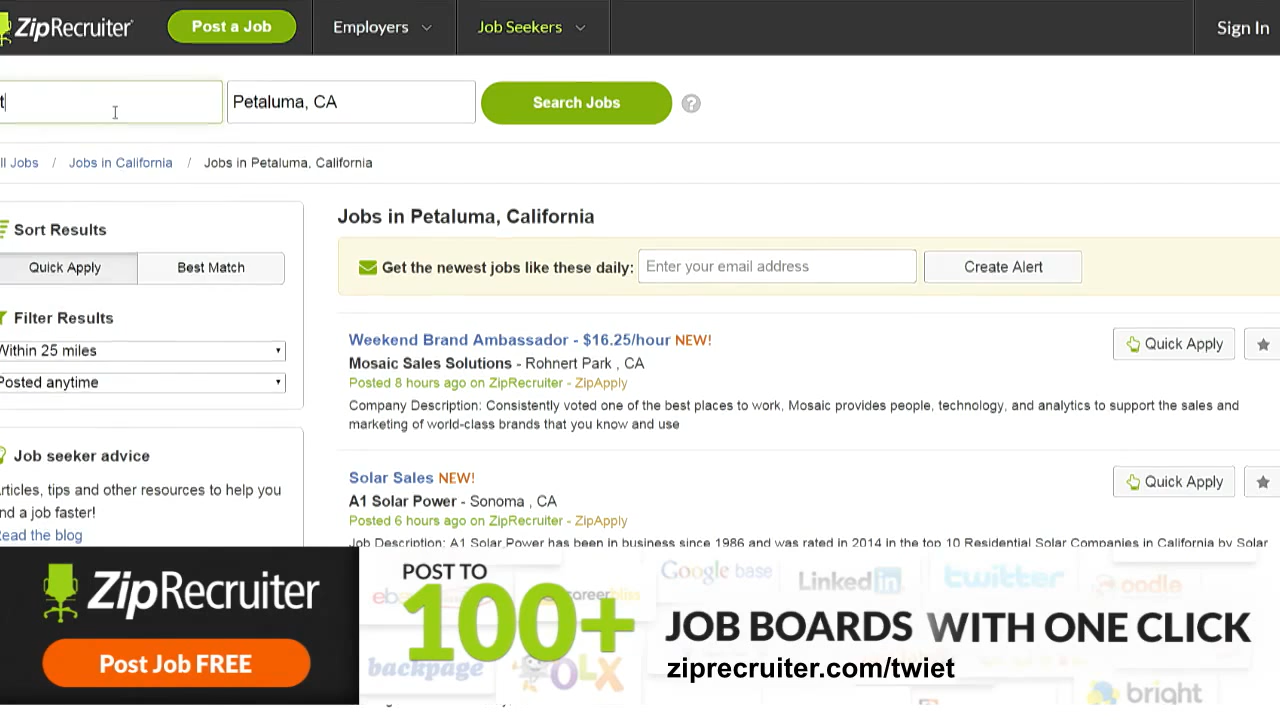 ZipRecruiter
Post a Job
Employers
Job Seekers
Sign In
t
Petaluma, CA
Search Jobs
?
ll Jobs / Jobs in California / Jobs in Petaluma, California
Sort Results
Quick Apply
Best Match
Filter Results
Within 25 miles
Posted anytime
Job seeker advice
rticles, tips and other resources to help you
nd a job faster!
ead the blog
Jobs in Petaluma, California
Get the newest jobs like these daily:
Enter your email address
Create Alert
Weekend Brand Ambassador - $16.25/hour NEW!
Quick Apply
Mosaic Sales Solutions - Rohnert Park , CA
Posted 8 hours ago on ZipRecruiter - ZipApply
Company Description: Consistently voted one of the best places to work, Mosaic provides people, technology, and analytics to support the sales and
marketing of world-class brands that you know and use
Solar Sales NEW!
Quick Apply
A1 Solar Power - Sonoma , CA
Posted 6 hours ago on ZipRecruiter - ZipApply
Job Description: A1 Solar Power has been in business since 1986 and was rated in 2014 in the top 10 Residential Solar Companies in California by Solar
ZipRecruiter
Post Job FREE
POST TO
100+
JOB BOARDS WITH ONE CLICK
ziprecruiter.com/twiet
Google base
LinkedIn
twitter
oodle
backpage
OLX
bright